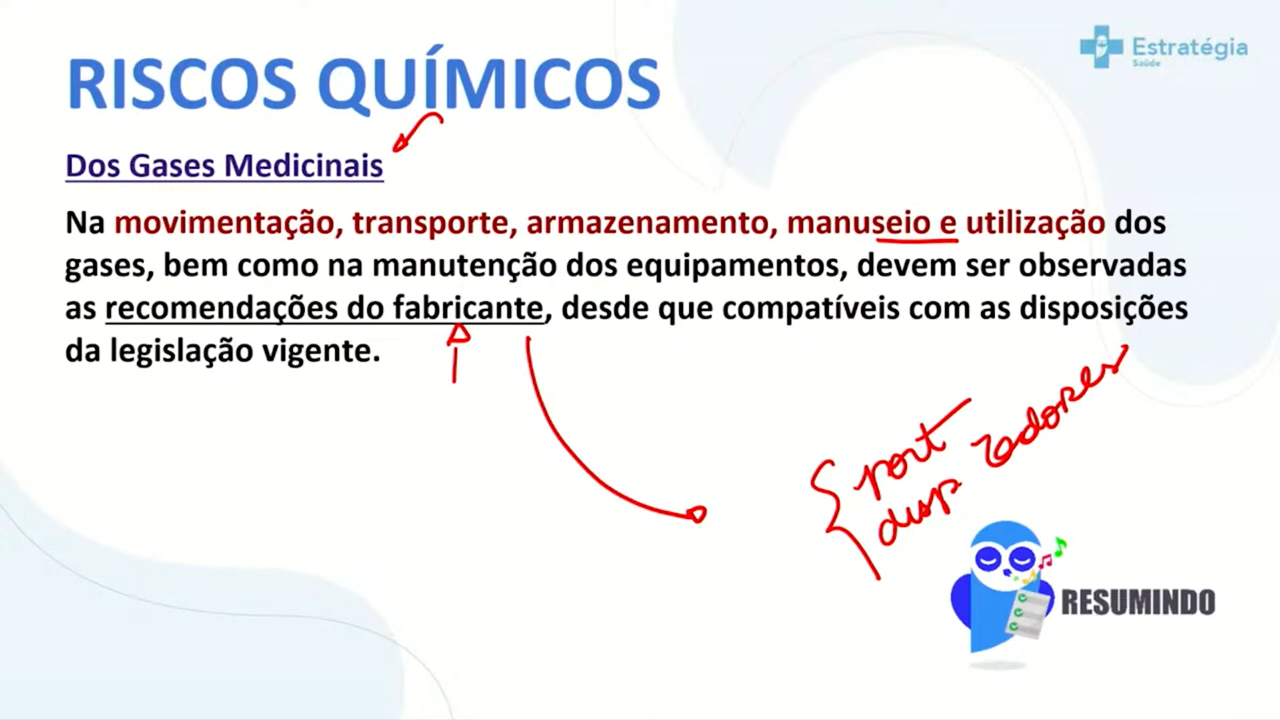 RISCOS QUÍMICOS
Estratégia
Saúde
Dos Gases Medicinais
Na movimentação, transporte, armazenamento, manuseio e utilização dos
gases, bem como na manutenção dos equipamentos, devem ser observadas
as recomendações do fabricante, desde que compatíveis com as disposições
da legislação vigente.
port
disp
RESUMINDO